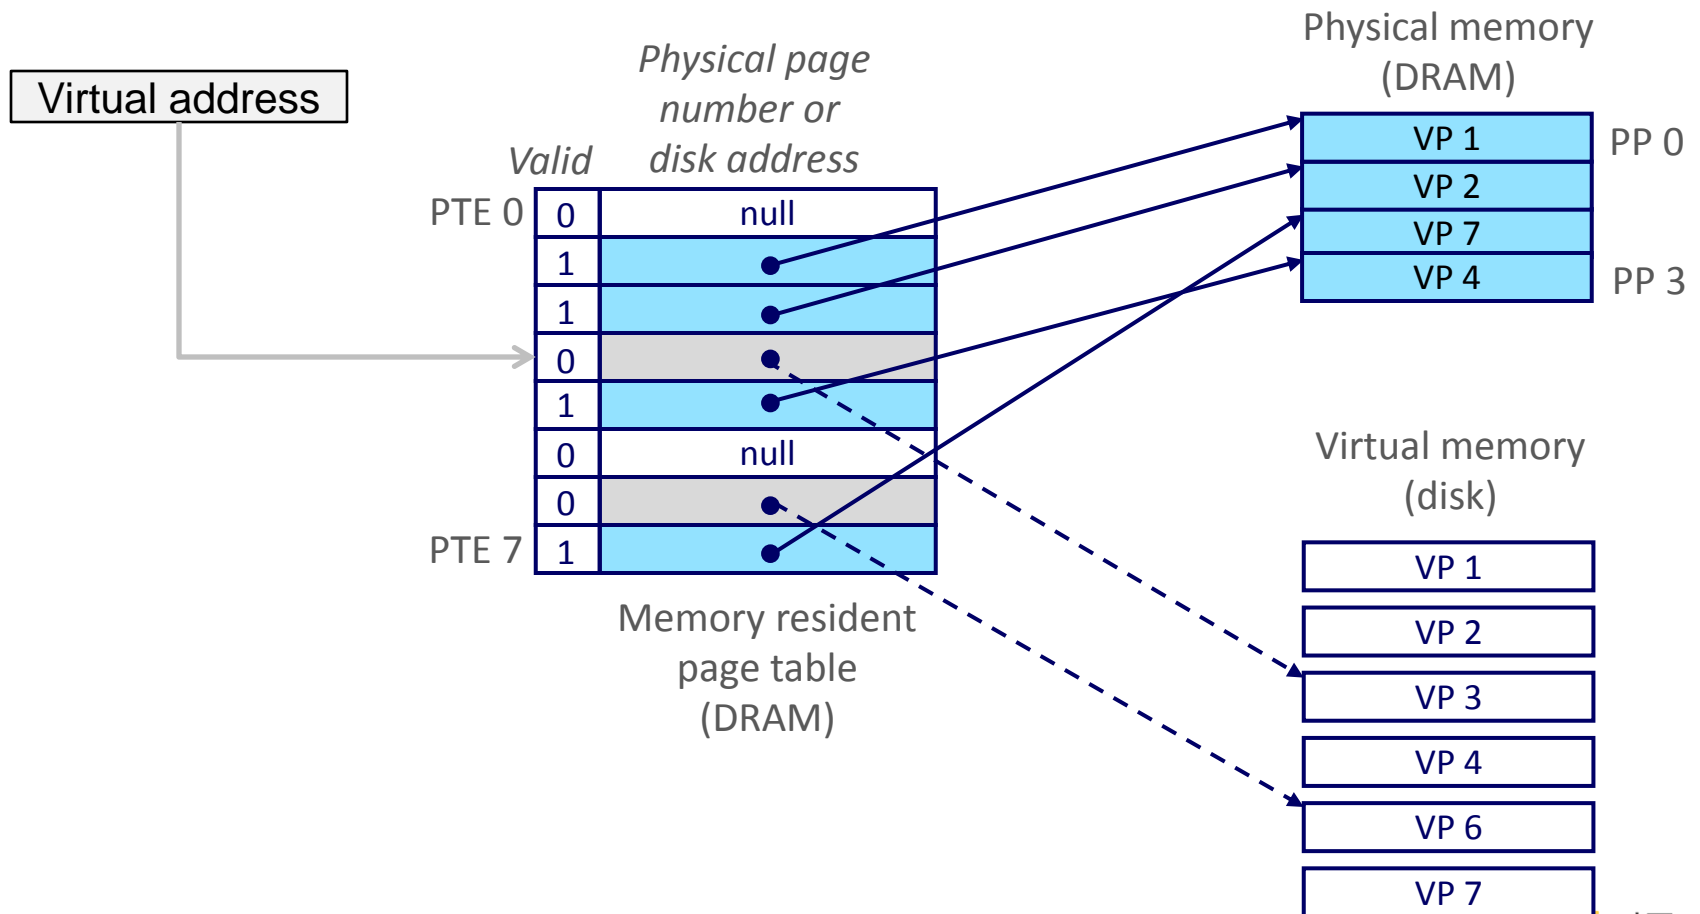 Virtual address
Physical page
number or
disk address
Valid
PTE 0
0
null
1
1
0
1
0
null
0
PTE 7
1
Memory resident
page table
(DRAM)
Physical memory
(DRAM)
VP 1
PP 0
VP 2
VP 7
VP 4
PP 3
Virtual memory
(disk)
VP 1
VP 2
VP 3
VP 4
VP 6
VP 7